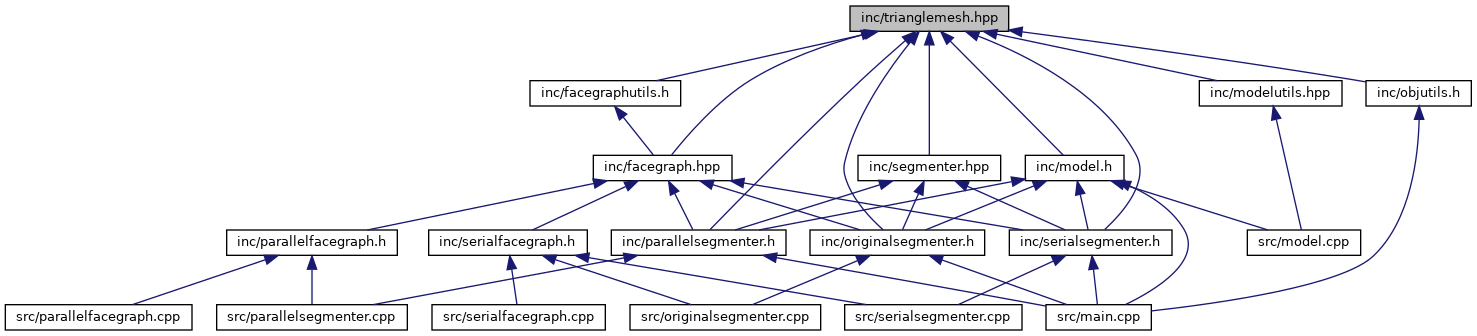 inc/trianglemesh.hpp
inc/facegraphutils.h
inc/modelutils.hpp
inc/objutils.h
inc/facegraph.hpp
inc/segmenter.hpp
inc/model.h
inc/parallelfacegraph.h
inc/serialfacegraph.h
inc/parallelsegmenter.h
inc/originalsegmenter.h
inc/serialsegmenter.h
src/model.cpp
src/parallelfacegraph.cpp
src/parallelsegmenter.cpp
src/serialfacegraph.cpp
src/originalsegmenter.cpp
src/serialsegmenter.cpp
src/main.cpp